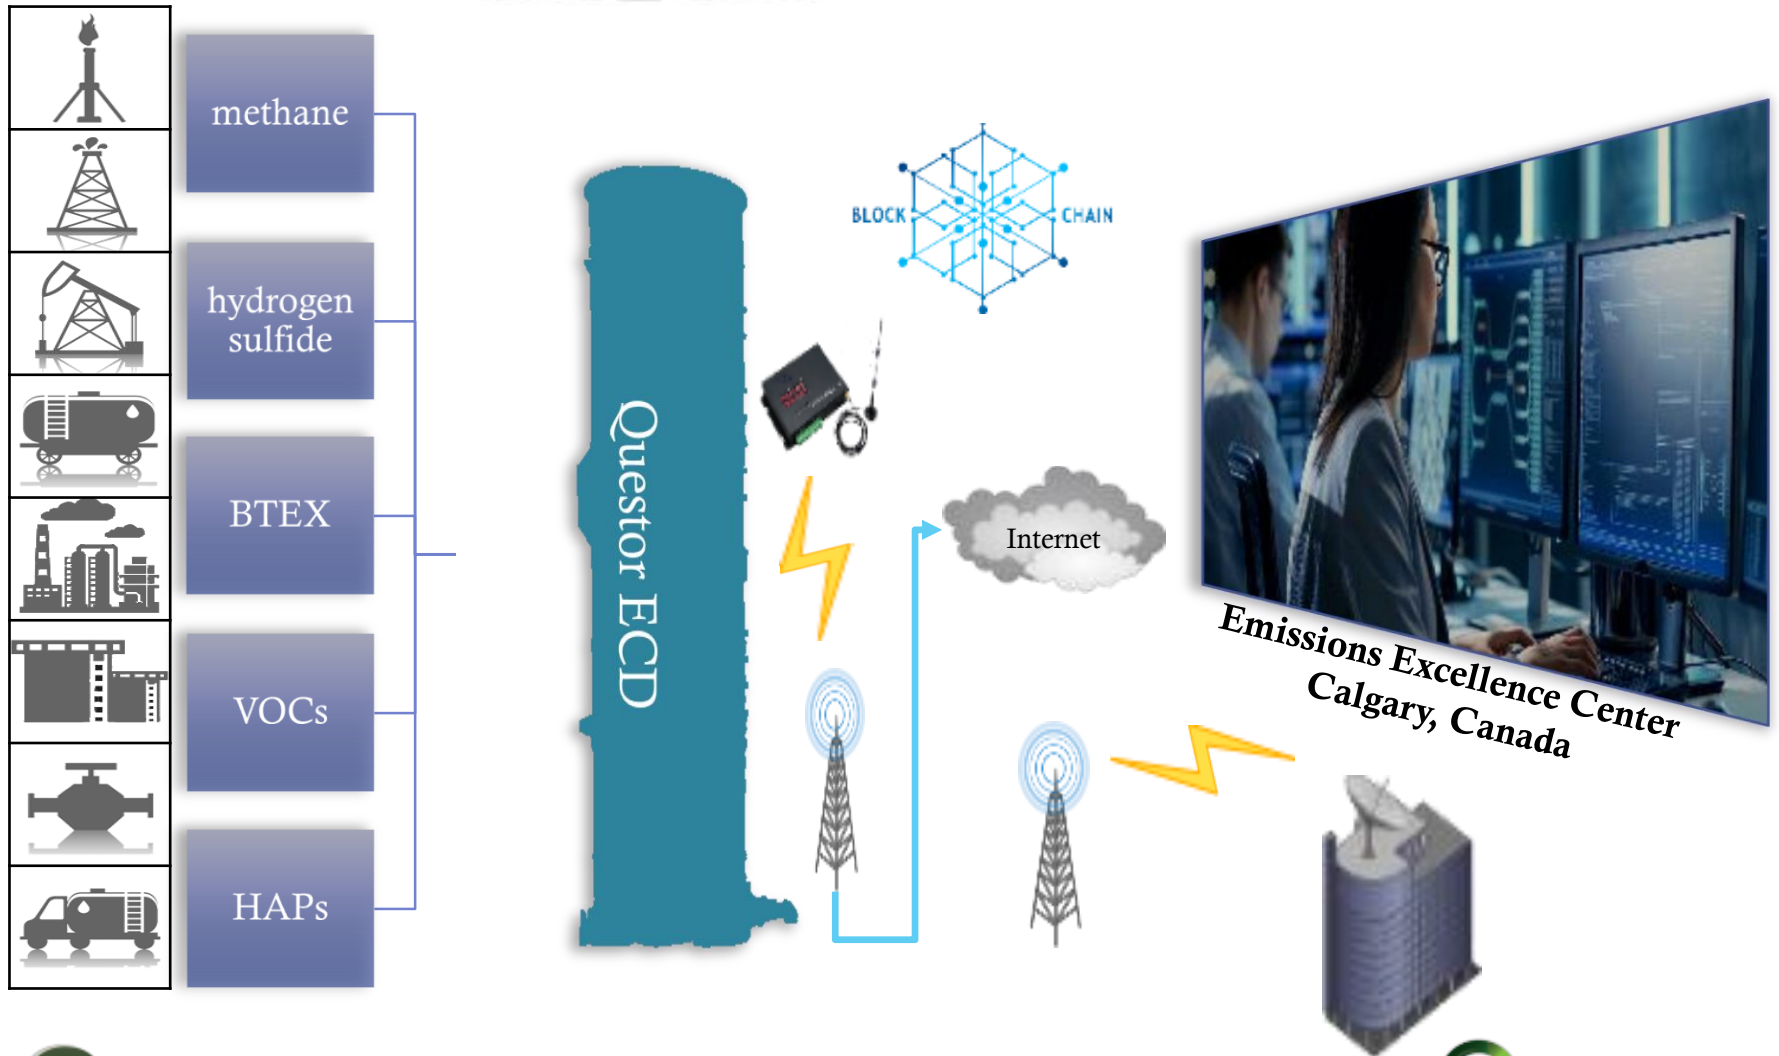 methane
hydrogen
sulfide
BTEX
VOCs
HAPs
Questor ECD
BLOCK CHAIN
Internet
Emissions Excellence Center
Calgary, Canada